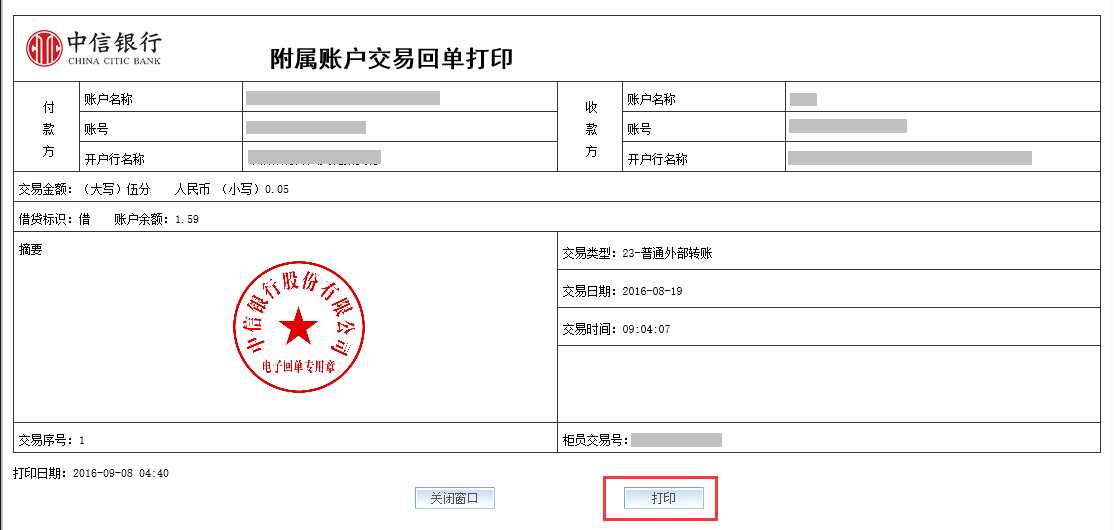 中信银行
CHINA CITIC BANK
附属账户交易回单打印
付款方
账户名称
账号
开户行名称
收款方
账户名称
账号
开户行名称
交易金额：（大写）伍分 人民币 （小写）0.05
借贷标识：借 账户余额：1.59
摘要
中信银行股份有限公司
电子回单专用章
交易类型：23-普通外部转账
交易日期：2016-08-19
交易时间：09:04:07
交易序号：1
柜员交易号：
打印日期：2016-09-08 04:40
关闭窗口
打印